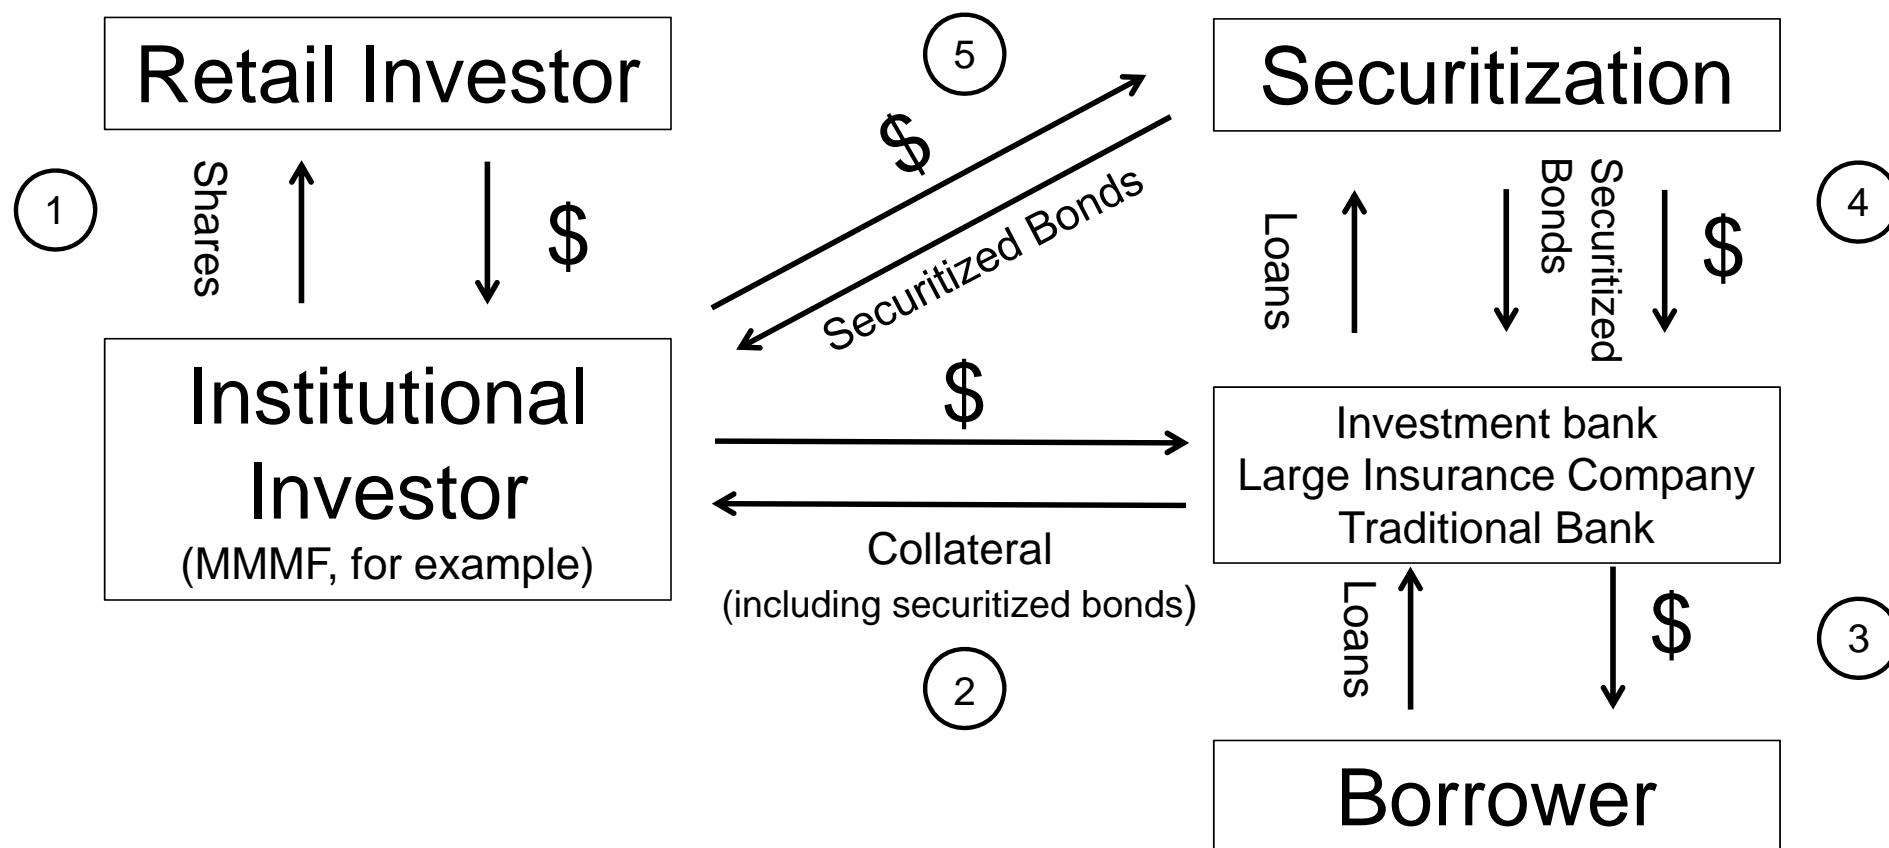 Retail Investor
5
Securitization
1
Shares
$
$
Securitized Bonds
Loans
Securitized
Bonds
$
4
Institutional
Investor
(MMMF, for example)
$
Collateral
(including securitized bonds)
2
Investment bank
Large Insurance Company
Traditional Bank
Loans
$
3
Borrower